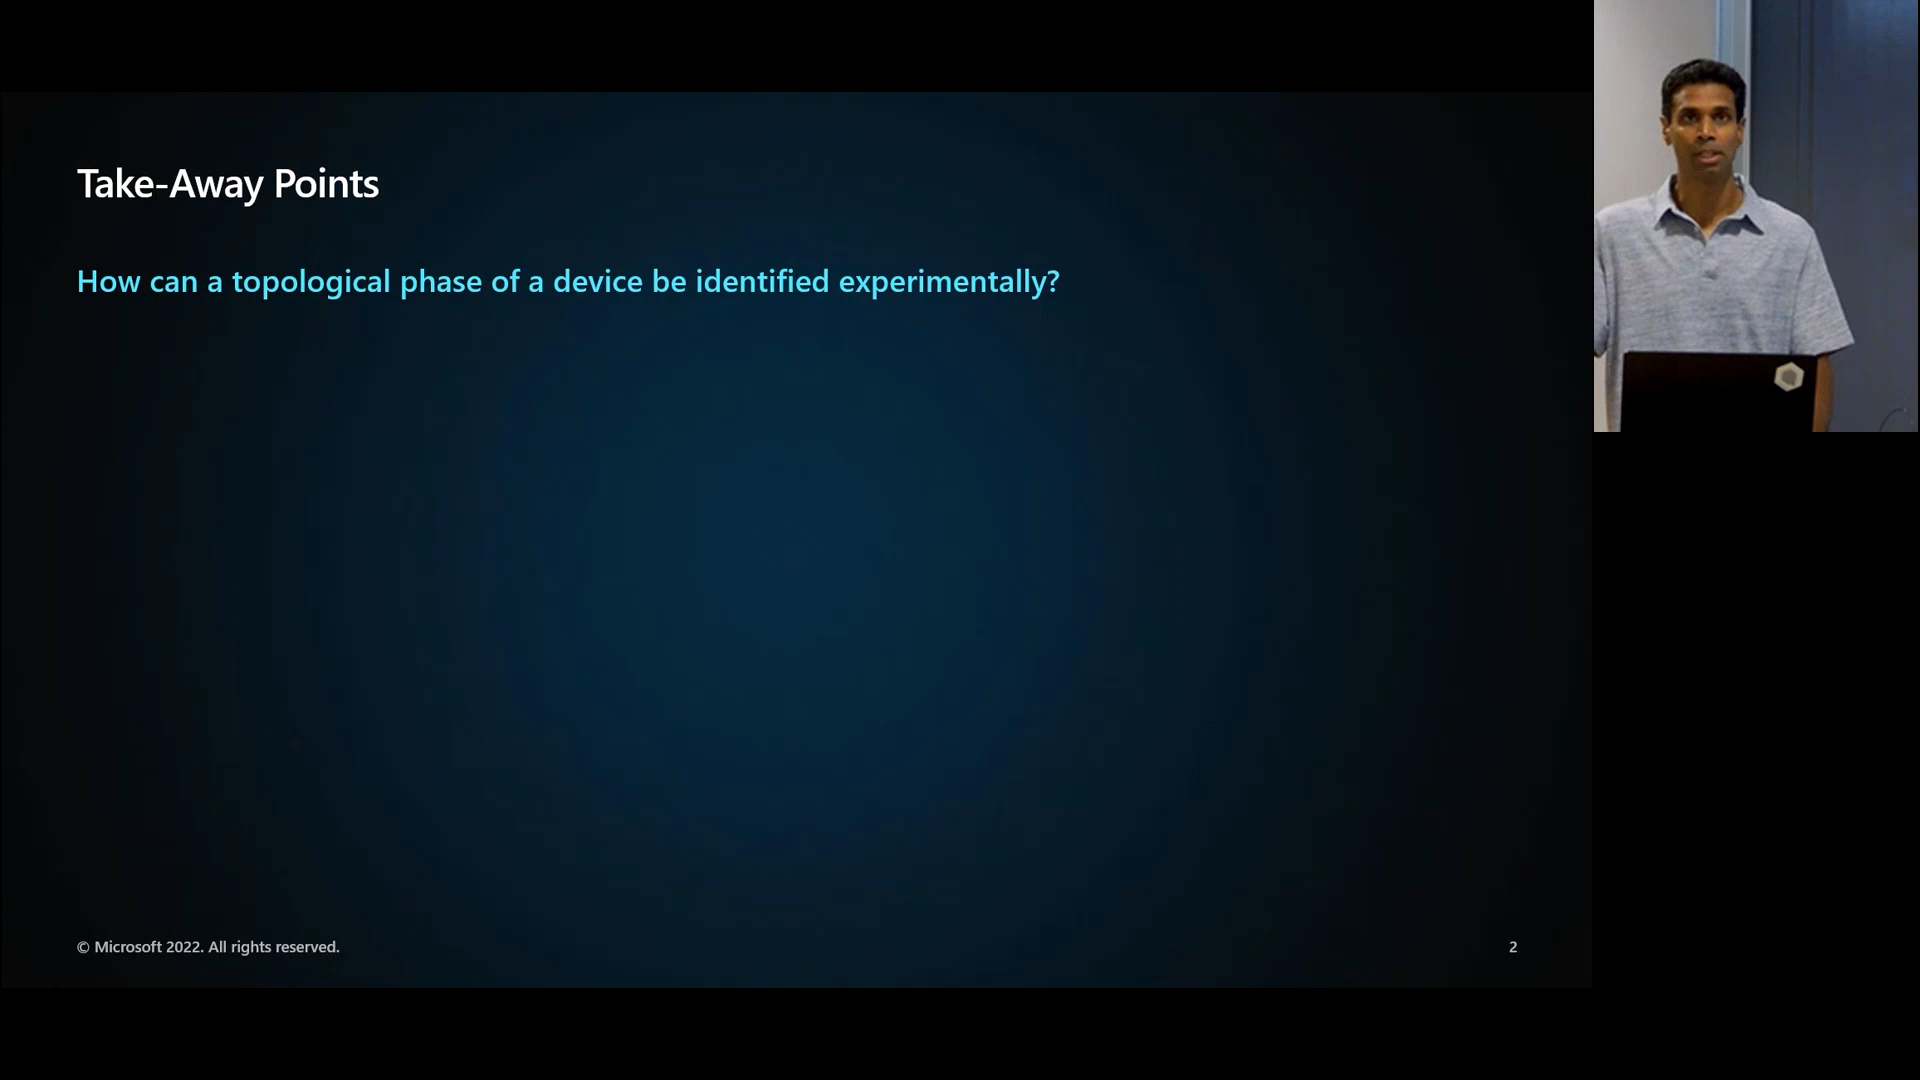 Take-Away Points
How can a topological phase of a device be identified experimentally?
© Microsoft 2022. All rights reserved.
2